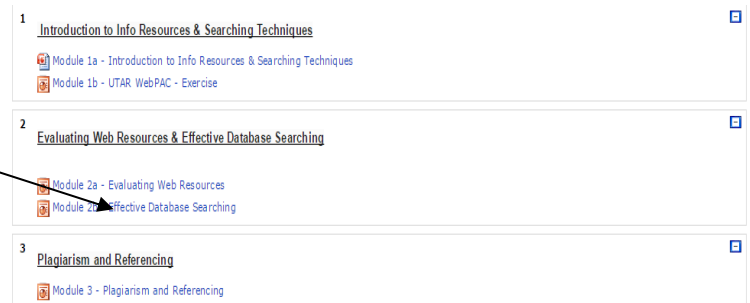 1
Introduction to Info Resources & Searching Techniques
Module 1a - Introduction to Info Resources & Searching Techniques
Module 1b - UTAR WebPAC - Exercise
2
Evaluating Web Resources & Effective Database Searching
Module 2a - Evaluating Web Resources
Module 2b - Effective Database Searching
3
Plagiarism and Referencing
Module 3 - Plagiarism and Referencing